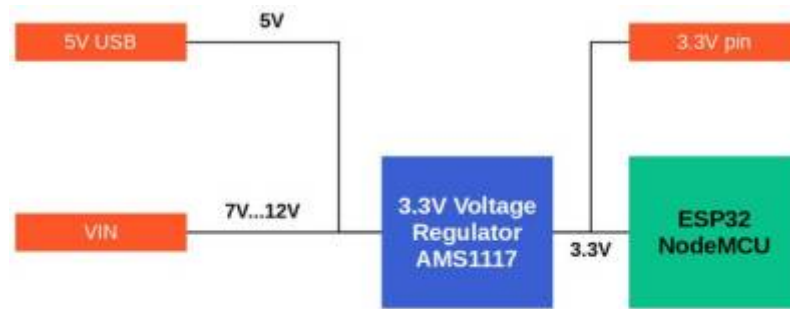 5V
5V USB
3.3V pin
7V...12V
VIN
3.3V Voltage
Regulator
AMS1117
3.3V
ESP32
NodeMCU